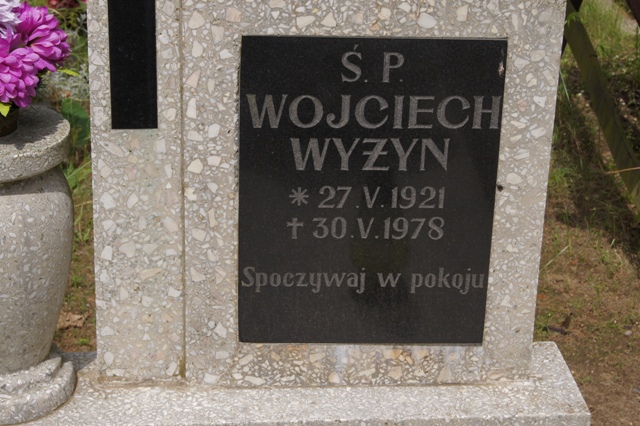 Ś. P.
WOJCIECH
WYŻYN
* 27.V.1921
† 30.V.1978
Spoczywaj w pokoju